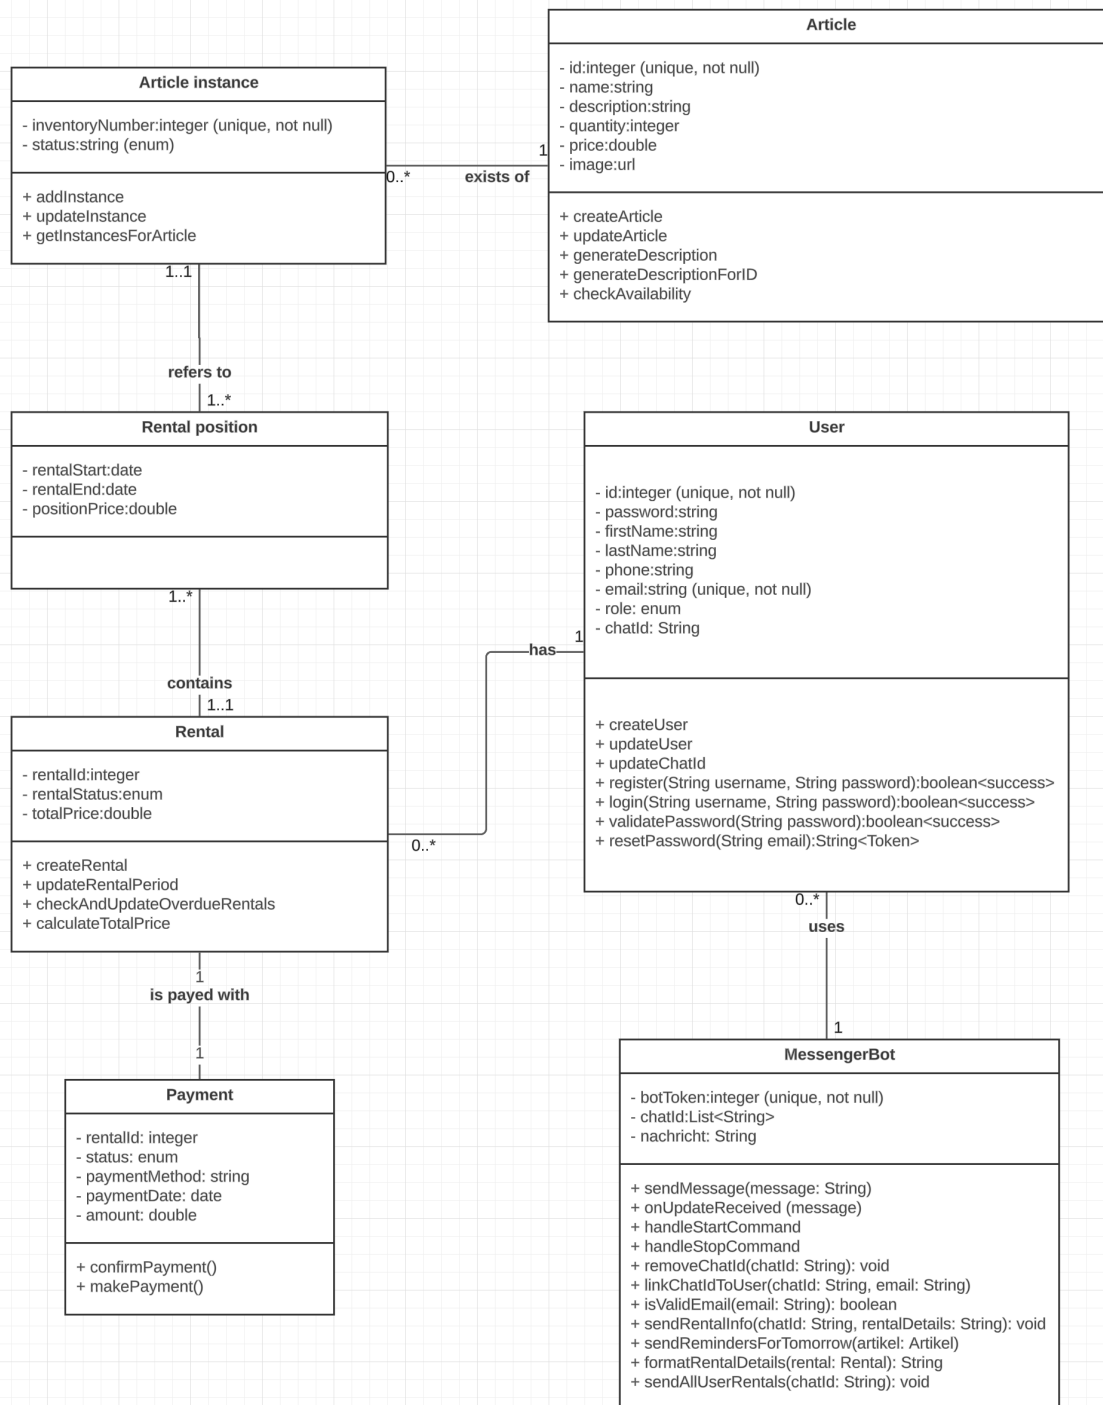 Article
- id:integer (unique, not null)
- name:string
- description:string
- quantity:integer
- price:double
- image:url
+ createArticle
+ updateArticle
+ generateDescription
+ generateDescriptionForID
+ checkAvailability
Article instance
- inventoryNumber:integer (unique, not null)
- status:string (enum)
+ addInstance
+ updateInstance
+ getInstancesForArticle
1
0..*
exists of
1..1
refers to
1..*
Rental position
- rentalStart:date
- rentalEnd:date
- positionPrice:double
1..*
contains
1..1
Rental
- rentalId:integer
- rentalStatus:enum
- totalPrice:double
+ createRental
+ updateRentalPeriod
+ checkAndUpdateOverdueRentals
+ calculateTotalPrice
1
has
0..*
User
- id:integer (unique, not null)
- password:string
- firstName:string
- lastName:string
- phone:string
- email:string (unique, not null)
- role: enum
- chatId: String
+ createUser
+ updateUser
+ updateChatId
+ register(String username, String password):boolean<success>
+ login(String username, String password):boolean<success>
+ validatePassword(String password):boolean<success>
+ resetPassword(String email):String<Token>
0..*
uses
1
1
is payed with
1
Payment
- rentalId: integer
- status: enum
- paymentMethod: string
- paymentDate: date
- amount: double
+ confirmPayment()
+ makePayment()
MessengerBot
- botToken:integer (unique, not null)
- chatId:List<String>
- nachricht: String
+ sendMessage(message: String)
+ onUpdateReceived (message)
+ handleStartCommand
+ handleStopCommand
+ removeChatId(chatId: String): void
+ linkChatIdToUser(chatId: String, email: String)
+ isValidEmail(email: String): boolean
+ sendRentalInfo(chatId: String, rentalDetails: String): void
+ sendRemindersForTomorrow(artikel: Artikel)
+ formatRentalDetails(rental: Rental): String
+ sendAllUserRentals(chatId: String): void